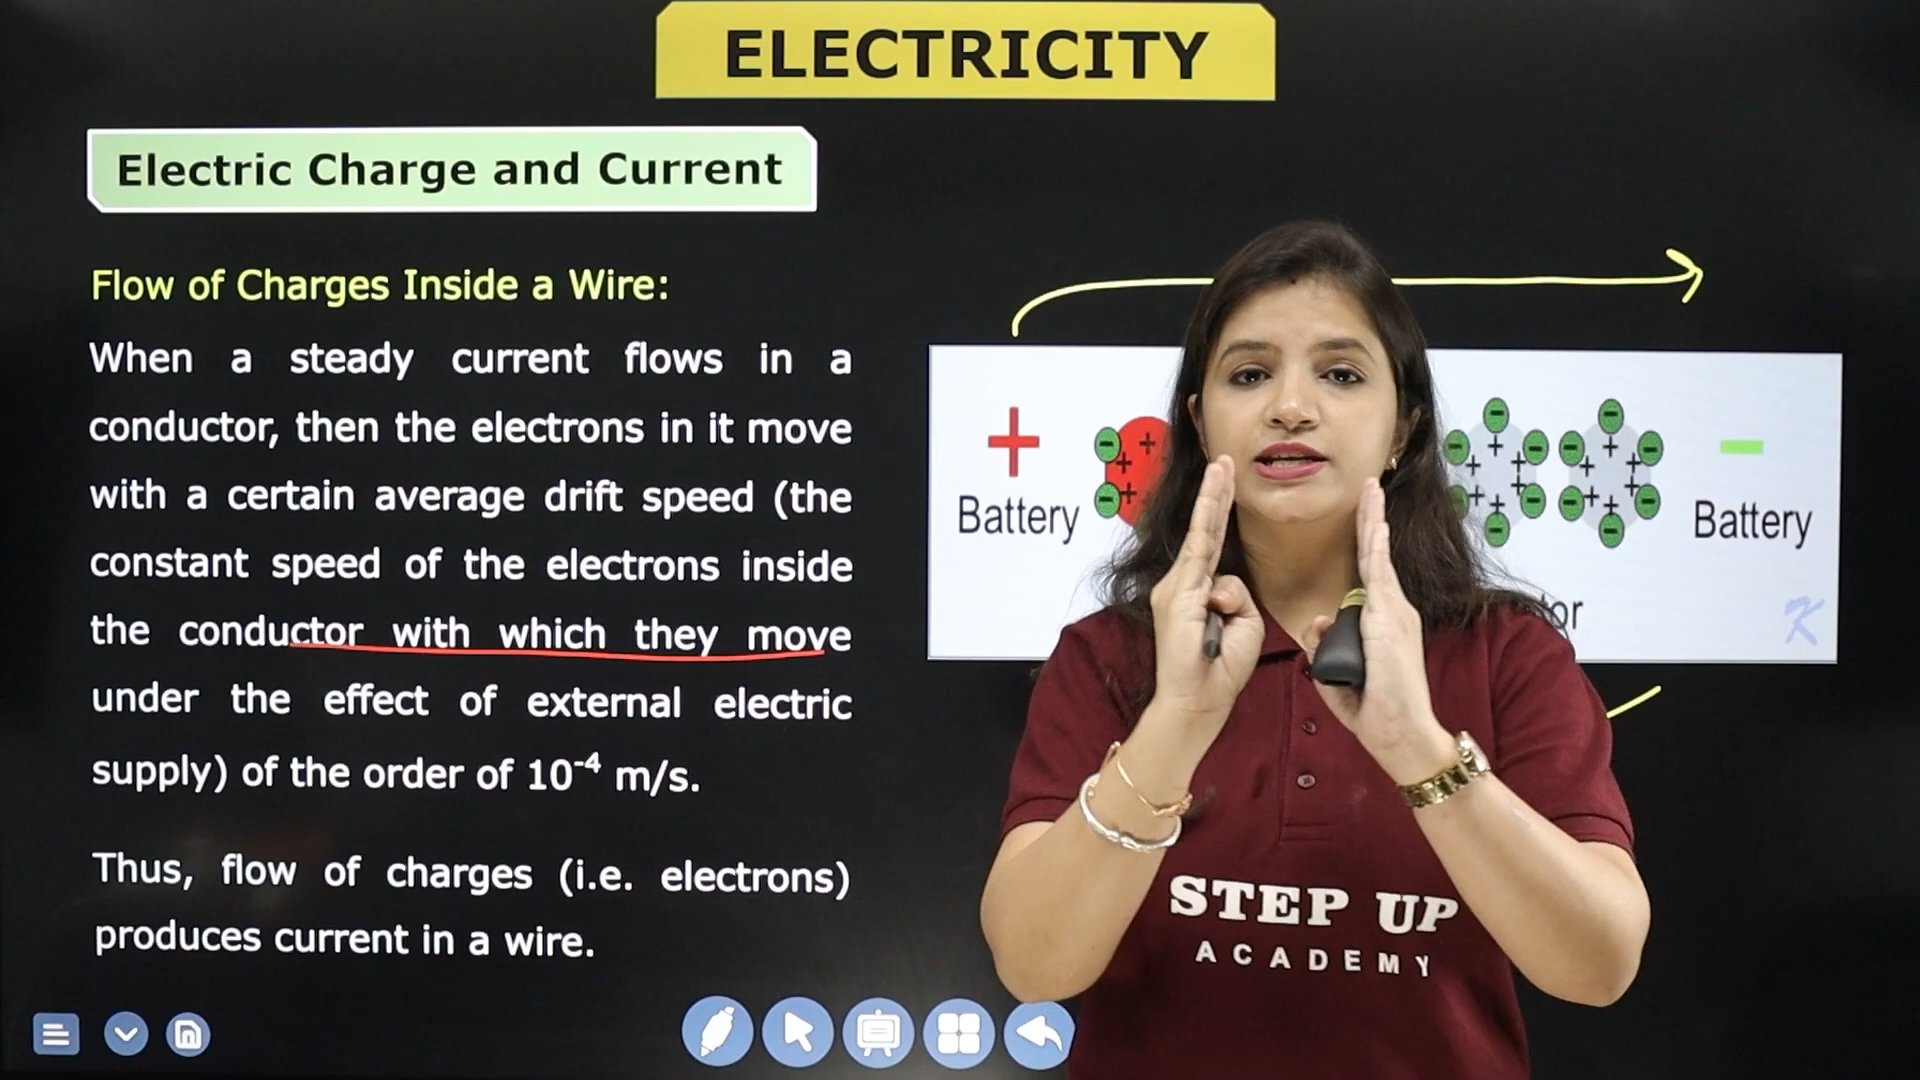 ELECTRICITY
Electric Charge and Current
Flow of Charges Inside a Wire:
When a steady current flows in a
conductor, then the electrons in it move
with a certain average drift speed (the
constant speed of the electrons inside
the conductor with which they move
under the effect of external electric
supply) of the order of 10⁻⁴ m/s.
Thus, flow of charges (i.e. electrons)
produces current in a wire.
+
Battery
-
Battery
STEP UP
ACADEMY